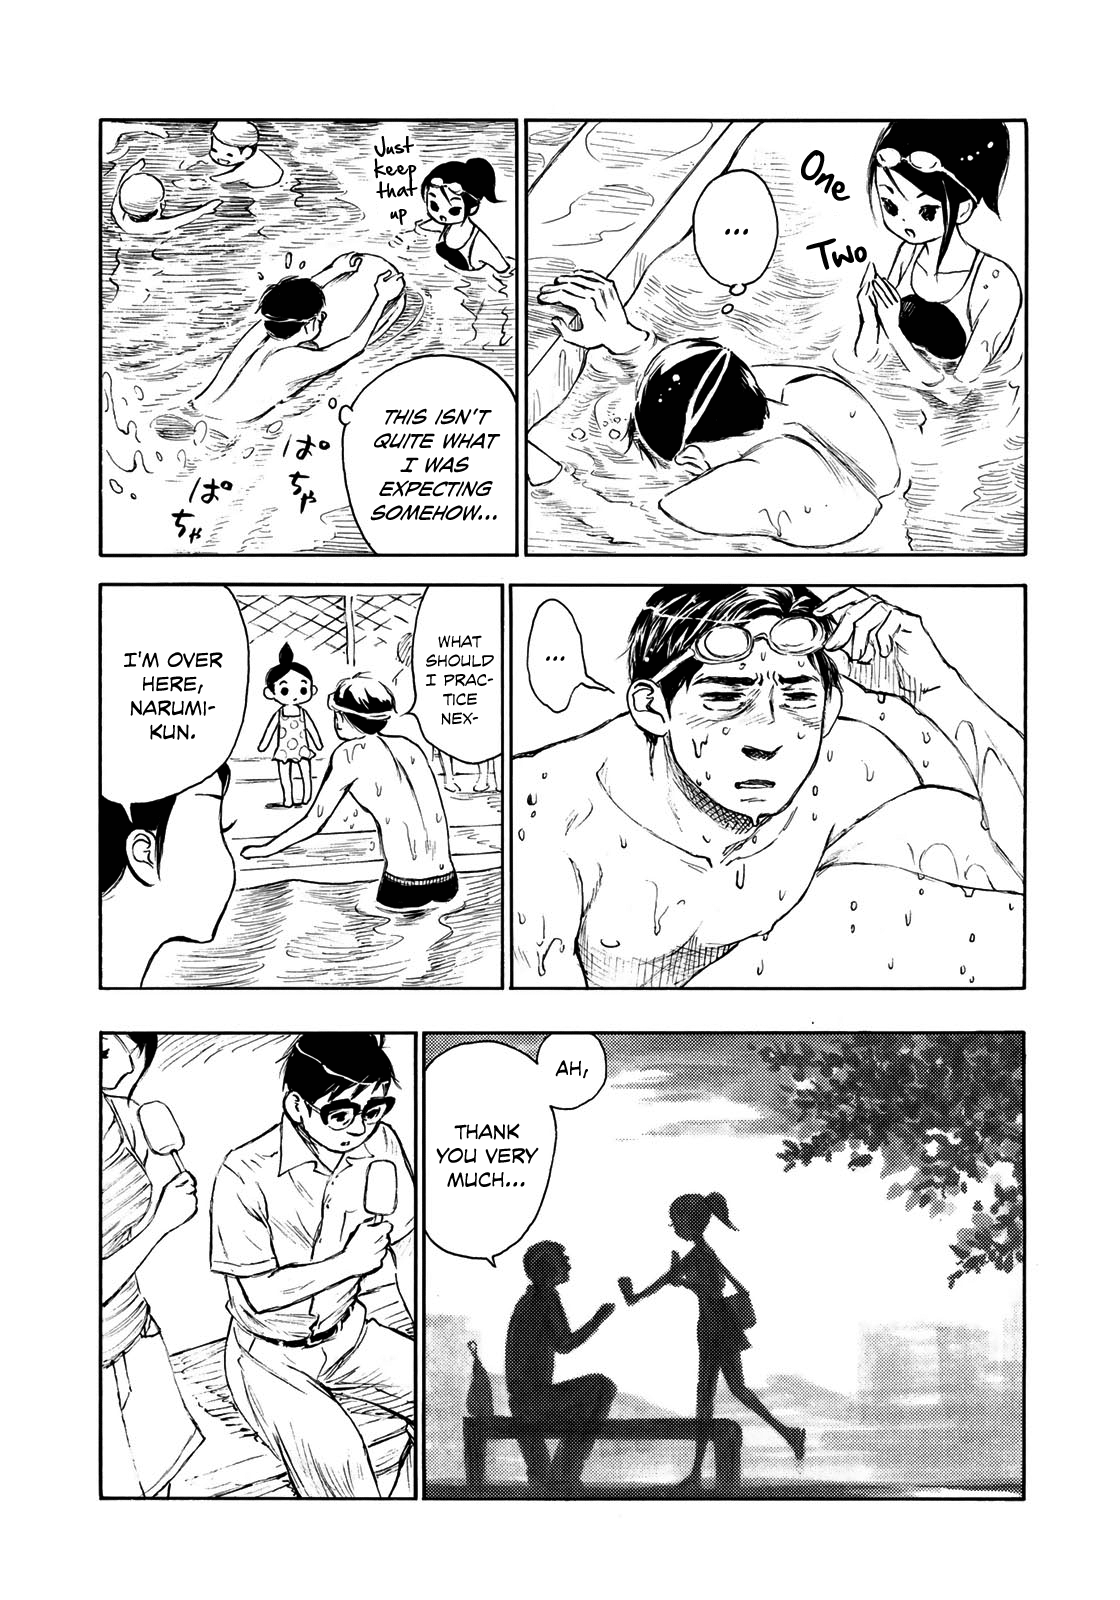 One
Two
...
Just
keep
that
up
THIS ISN'T
QUITE WHAT
I WAS
EXPECTING
SOMEHOW...
ぱちゃ
ぱちゃ
...
WHAT
SHOULD
I PRAC-
TICE
NEX-
I'M OVER
HERE,
NARUMI-
KUN.
AH,
THANK
YOU VERY
MUCH...